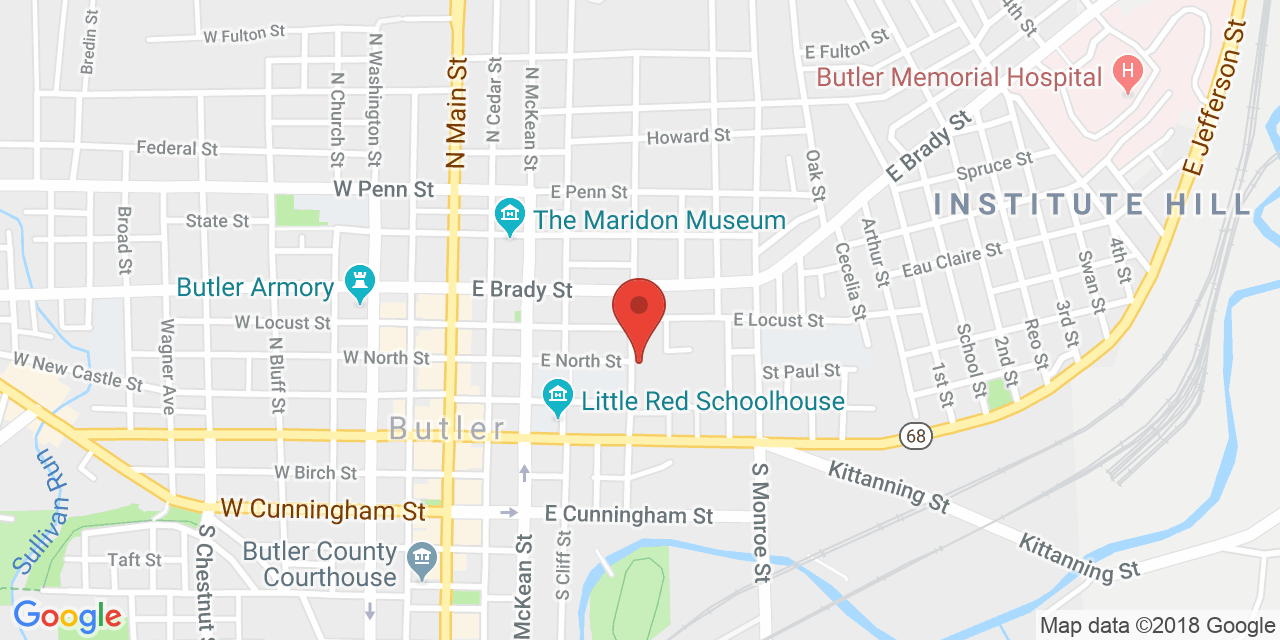 Bredin St
W Fulton St
N Washington St
N Main St
N Cedar St
N McKean St
E Fulton St
4th St
Butler Memorial Hospital
H
E Jefferson St
N Church St
Federal St
Howard St
E Brady St
Oak St
Spruce St
W Penn St
E Penn St
INSTITUTE HILL
Broad St
State St
The Maridon Museum
Arthur St
Cecelia St
Eau Claire St
4th St
Swan St
Butler Armory
E Brady St
W Locust St
E Locust St
3rd St
Reo St
2nd St
School St
1st St
Wagner Ave
N Bluff St
W New Castle St
W North St
E North St
St Paul St
Little Red Schoolhouse
Butler
68
W Birch St
Kittanning St
S Monroe St
Sullivan Run
W Cunningham St
E Cunningham St
S Chestnut S
Taft St
Butler County
Courthouse
McKean St
S Cliff St
Kittanning St
Google
Map data ©2018 Google